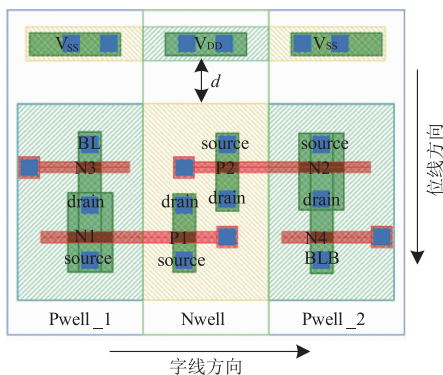 VSS VDD VSS
d
BL source source
N3 P2 N2
drain drain drain
N1 P1 N4
source source BLB
Pwell_1 Nwell Pwell_2
字线方向
位线方向